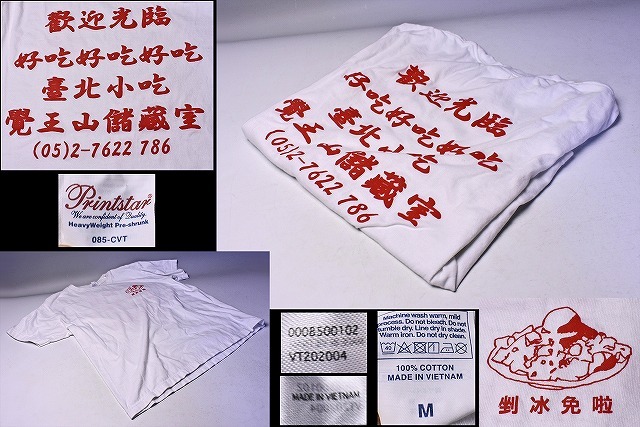 歡迎光臨
好吃好吃好吃
臺北小吃
覺王山儲藏室
(05)2-7622 786
歡迎光臨
好吃好吃好吃
臺北小吃
覺王山儲藏室
(05)2-7622 786
Printstar®
We are confident of Quality.
HeavyWeight Pre-shrunk
085-CVT
0008500102
VT202004
MADE IN VIETNAM
Machine wash warm, mild
process. Do not bleach. Do not
tumble dry. Line dry in shade.
Warm iron. Do not dry clean.
40
100% COTTON
MADE IN VIETNAM
M
剉冰免啦